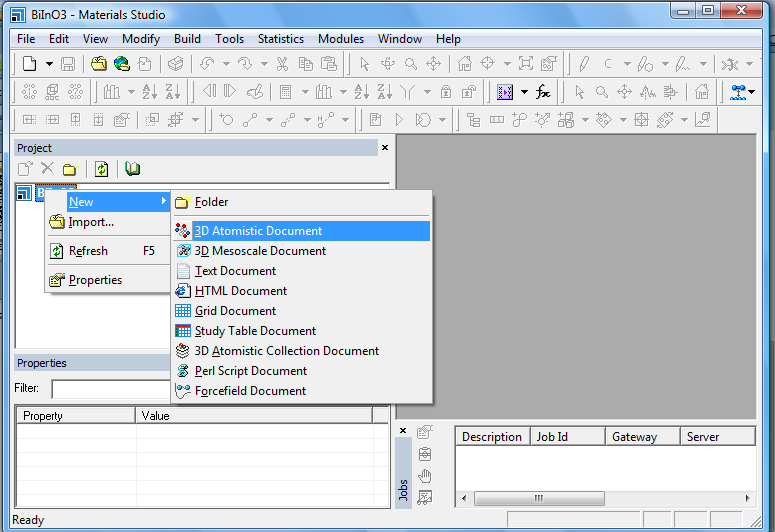 BiInO3 - Materials Studio
File Edit View Modify Build Tools Statistics Modules Window Help
Project
New
Import...
Refresh F5
Properties
Folder
3D Atomistic Document
3D Mesoscale Document
Text Document
HTML Document
Grid Document
Study Table Document
3D Atomistic Collection Document
Perl Script Document
Forcefield Document
Properties
Filter:
Property Value
Jobs
Description Job Id Gateway Server
Ready